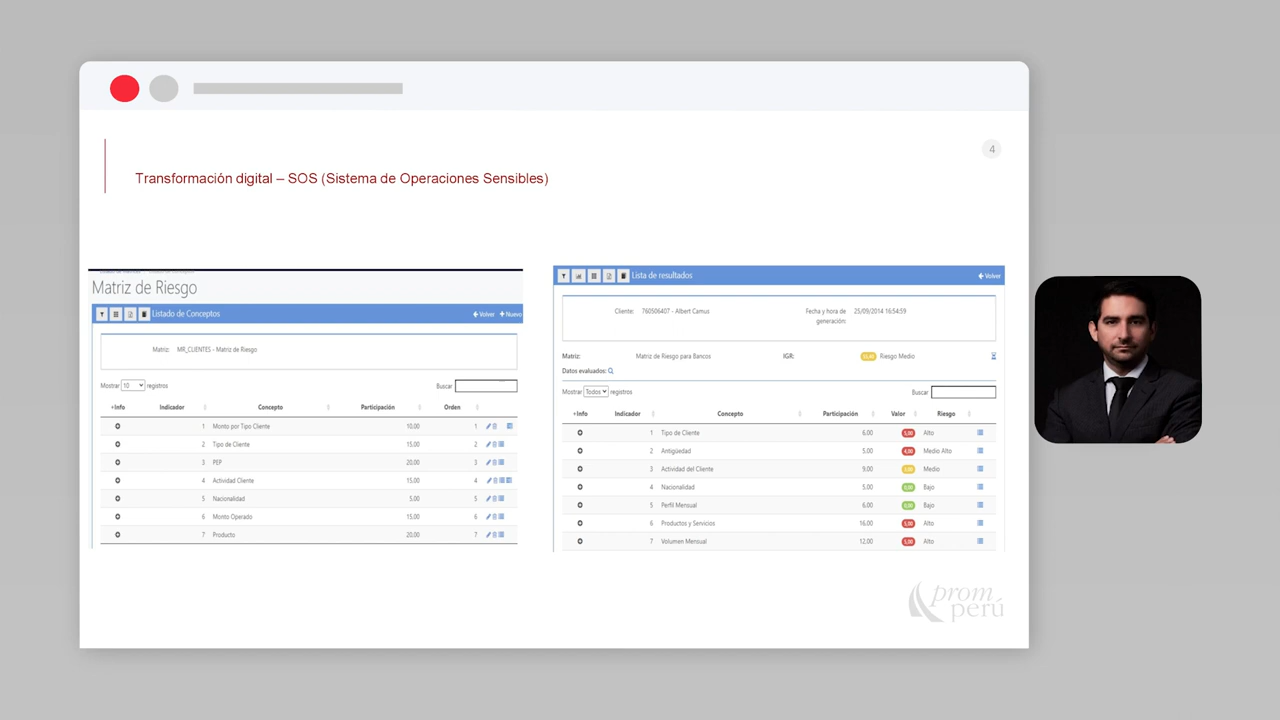 4
Transformación digital – SOS (Sistema de Operaciones Sensibles)
Matriz de Riesgo
Listado de Conceptos
Volver
Nuevo
Matriz: MR_CLIENTES - Matriz de Riesgo
Mostrar 10 registros
Buscar
+Info Indicador Concepto Participación Orden
1 Monto por Tipo Cliente 10.00 1
2 Tipo de Cliente 15.00 2
3 PEP 20.00 3
4 Actividad Cliente 15.00 4
5 Nacionalidad 5.00 5
6 Monto Operado 15.00 6
7 Producto 20.00 7
Lista de resultados
Volver
Cliente: 760506407 - Albert Camus Fecha y hora de 25/09/2014 16:54:59
generación:
Matriz: Matriz de Riesgo para Bancos IGR: Riesgo Medio
Datos evaluados:
Mostrar Todos registros
Buscar
+Info Indicador Concepto Participación Valor Riesgo
1 Tipo de Cliente 6.00 5,00 Alto
2 Antigüedad 5.00 4,00 Medio Alto
3 Actividad del Cliente 9.00 Medio
4 Nacionalidad 5.00 Bajo
5 Perfil Mensual 6.00 Bajo
6 Productos y Servicios 16.00 5,00 Alto
7 Volumen Mensual 12.00 5,00 Alto
prom
perú